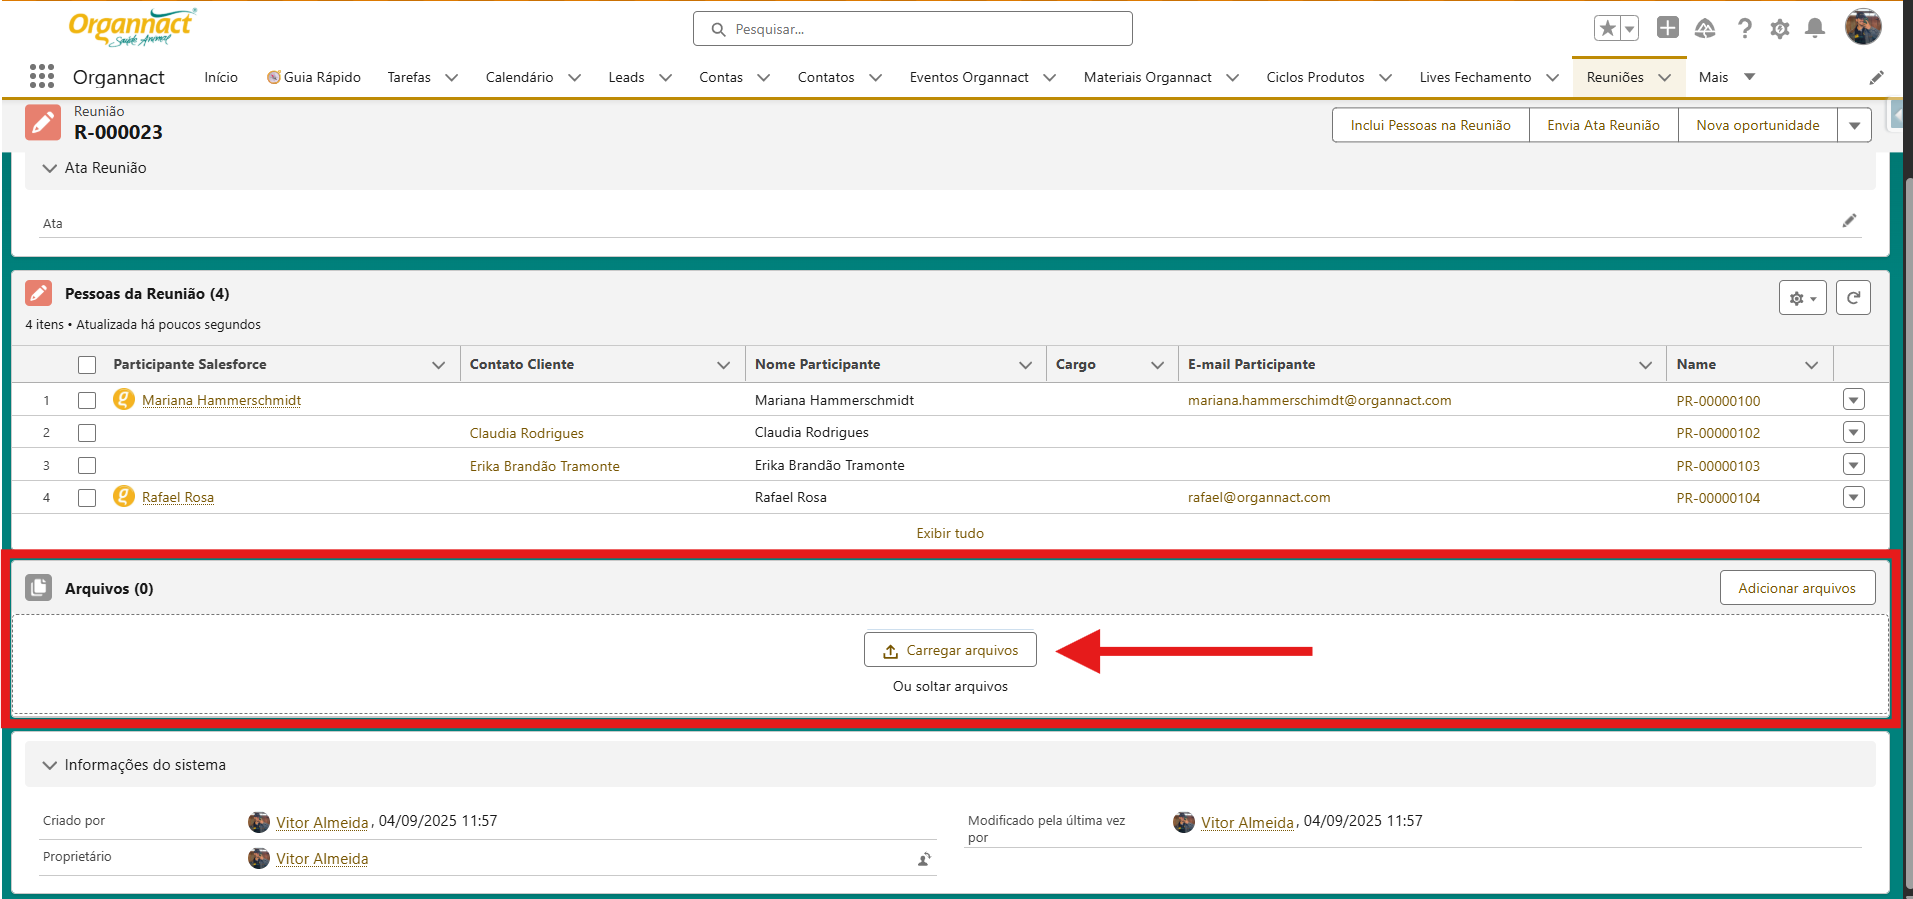 Organnact
Saúde Animal
Pesquisar...
Organnact
Início
Guia Rápido
Tarefas
Calendário
Leads
Contas
Contatos
Eventos Organnact
Materiais Organnact
Ciclos Produtos
Lives Fechamento
Reuniões
Mais
Reunião
R-000023
Inclui Pessoas na Reunião
Envia Ata Reunião
Nova oportunidade
Ata Reunião
Ata
Pessoas da Reunião (4)
4 itens • Atualizada há poucos segundos
Participante Salesforce Contato Cliente Nome Participante Cargo E-mail Participante Name
1 Mariana Hammerschmidt Mariana Hammerschmidt mariana.hammerschimdt@organnact.com PR-00000100
2 Claudia Rodrigues Claudia Rodrigues PR-00000102
3 Erika Brandão Tramonte Erika Brandão Tramonte PR-00000103
4 Rafael Rosa Rafael Rosa rafael@organnact.com PR-00000104
Exibir tudo
Arquivos (0)
Adicionar arquivos
Carregar arquivos
Ou soltar arquivos
Informações do sistema
Criado por
Vitor Almeida, 04/09/2025 11:57
Modificado pela última vez
por
Vitor Almeida, 04/09/2025 11:57
Proprietário
Vitor Almeida